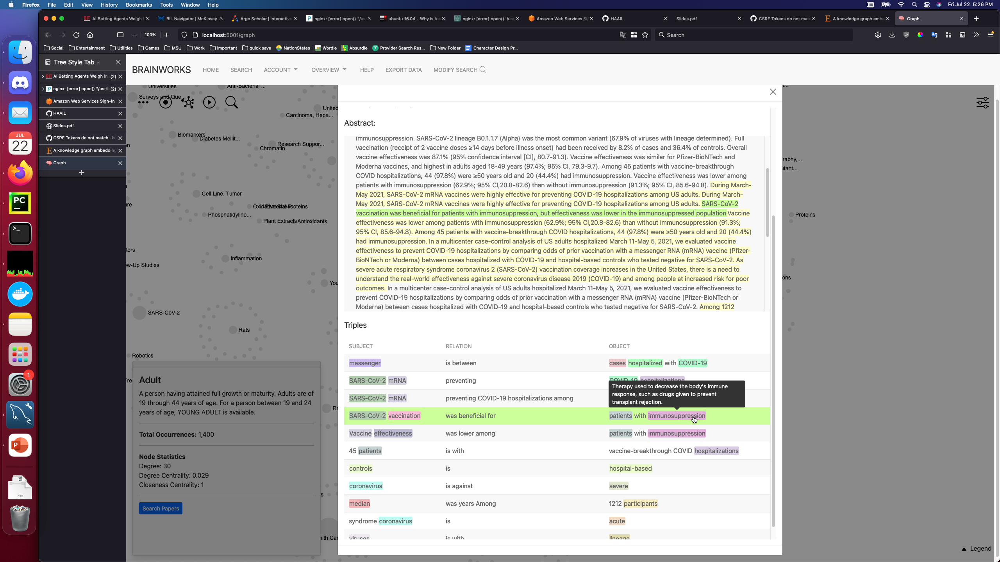 Firefox File Edit View History Bookmarks Tools Window Help
Fri Jul 22 5:26 PM
AI Betting Agents Weigh
BIL Navigator | McKinsey
Argo Scholar | Interactive
nginx: [error] open() "/us
ubuntu 16.04 - Why is /ru
nginx: [error] open() '/usr
Amazon Web Services Si
HAAIL
Slides.pdf
CSRF Tokens do not mat
A knowledge graph embe
Graph
100%
localhost:5001/graph
Search
Social Entertainment Utilities Games MSU Work Important quick save NationStates Wordle Absurdle Provider Search Res... New Folder Character Design Pr...
Tree Style Tab
AI Betting Agents Weigh In (2)
nginx: [error] open() "/usr/l (2)
Amazon Web Services Sign-In
HAAIL
Slides.pdf
CSRF Tokens do not match · Is
A knowledge graph embedding
Graph
JUL
22
PC
1
P
CSV
BRAINWORKS HOME SEARCH ACCOUNT OVERVIEW HELP EXPORT DATA MODIFY SEARCH
Universities
Anti-Bacterial ...
Surveys and Que...
United
Carcinoma, Hepa...
Biomarkers
Diabetes Mellit...
Research Suppor...
Chromatin
Cell Line, Tumor
Oxidative Stress
Bacterial Proteins
Phosphatidylino...
Plant Extracts
Antioxidants
tors
Inflammation
w-Up Studies
You
SARS-CoV-2
Rats
Robotics
raphy,...
tant...
Proteins
ons
Adult
A person having attained full growth or maturity. Adults are of
19 through 44 years of age. For a person between 19 and 24
years of age, YOUNG ADULT is available.
Total Occurrences: 1,400
Node Statistics
Degree: 30
Degree Centrality: 0.029
Closeness Centrality: 1
Search Papers
alth Car
Abstract:
immunosuppression. SARS-CoV-2 lineage B0.1.1.7 (Alpha) was the most common variant (67.9% of viruses with lineage determined). Full
vaccination (receipt of 2 vaccine doses ≥14 days before illness onset) had been received by 8.2% of cases and 36.4% of controls. Overall
vaccine effectiveness was 87.1% (95% confidence interval [CI], 80.7-91.3). Vaccine effectiveness was similar for Pfizer-BioNTech and
Moderna vaccines, and highest in adults aged 18-49 years (97.4%; 95% CI, 79.3-9.7). Among 45 patients with vaccine-breakthrough
COVID hospitalizations, 44 (97.8%) were ≥50 years old and 20 (44.4%) had immunosuppression. Vaccine effectiveness was lower among
patients with immunosuppression (62.9%; 95% CI,20.8-82.6) than without immunosuppression (91.3%; 95% CI, 85.6-94.8). During March-
May 2021, SARS-CoV-2 mRNA vaccines were highly effective for preventing COVID-19 hospitalizations among US adults. During March-
May 2021, SARS-CoV-2 mRNA vaccines were highly effective for preventing COVID-19 hospitalizations among US adults. SARS-CoV-2
vaccination was beneficial for patients with immunosuppression, but effectiveness was lower in the immunosuppressed population.Vaccine
effectiveness was lower among patients with immunosuppression (62.9%; 95% CI,20.8-82.6) than without immunosuppression (91.3%;
95% CI, 85.6-94.8). Among 45 patients with vaccine-breakthrough COVID hospitalizations, 44 (97.8%) were ≥50 years old and 20 (44.4%)
had immunosuppression. In a multicenter case-control analysis of US adults hospitalized March 11-May 5, 2021, we evaluated vaccine
effectiveness to prevent COVID-19 hospitalizations by comparing odds of prior vaccination with a messenger RNA (mRNA) vaccine (Pfizer-
BioNTech or Moderna) between cases hospitalized with COVID-19 and hospital-based controls who tested negative for SARS-CoV-2. As
severe acute respiratory syndrome coronavirus 2 (SARS-CoV-2) vaccination coverage increases in the United States, there is a need to
understand the real-world effectiveness against severe coronavirus disease 2019 (COVID-19) and among people at increased risk for poor
outcomes. In a multicenter case-control analysis of US adults hospitalized March 11-May 5, 2021, we evaluated vaccine effectiveness to
prevent COVID-19 hospitalizations by comparing odds of prior vaccination with a messenger RNA (mRNA) vaccine (Pfizer-BioNTech or
Moderna) between cases hospitalized with COVID-19 and hospital-based controls who tested negative for SARS-CoV-2. Among 1212
Triples
SUBJECT RELATION OBJECT
messenger is between cases hospitalized with COVID-19
SARS-CoV-2 mRNA preventing COVID-19 hospitalizations
SARS-CoV-2 mRNA preventing COVID-19 hospitalizations among
Therapy used to decrease the body's immune
response, such as drugs given to prevent
transplant rejection.
SARS-CoV-2 vaccination was beneficial for patients with immunosuppression
Vaccine effectiveness was lower among patients with immunosuppression
45 patients is with vaccine-breakthrough COVID hospitalizations
controls is hospital-based
coronavirus is against severe
median was years Among 1212 participants
syndrome coronavirus is acute
viruses is with lineage
Legend